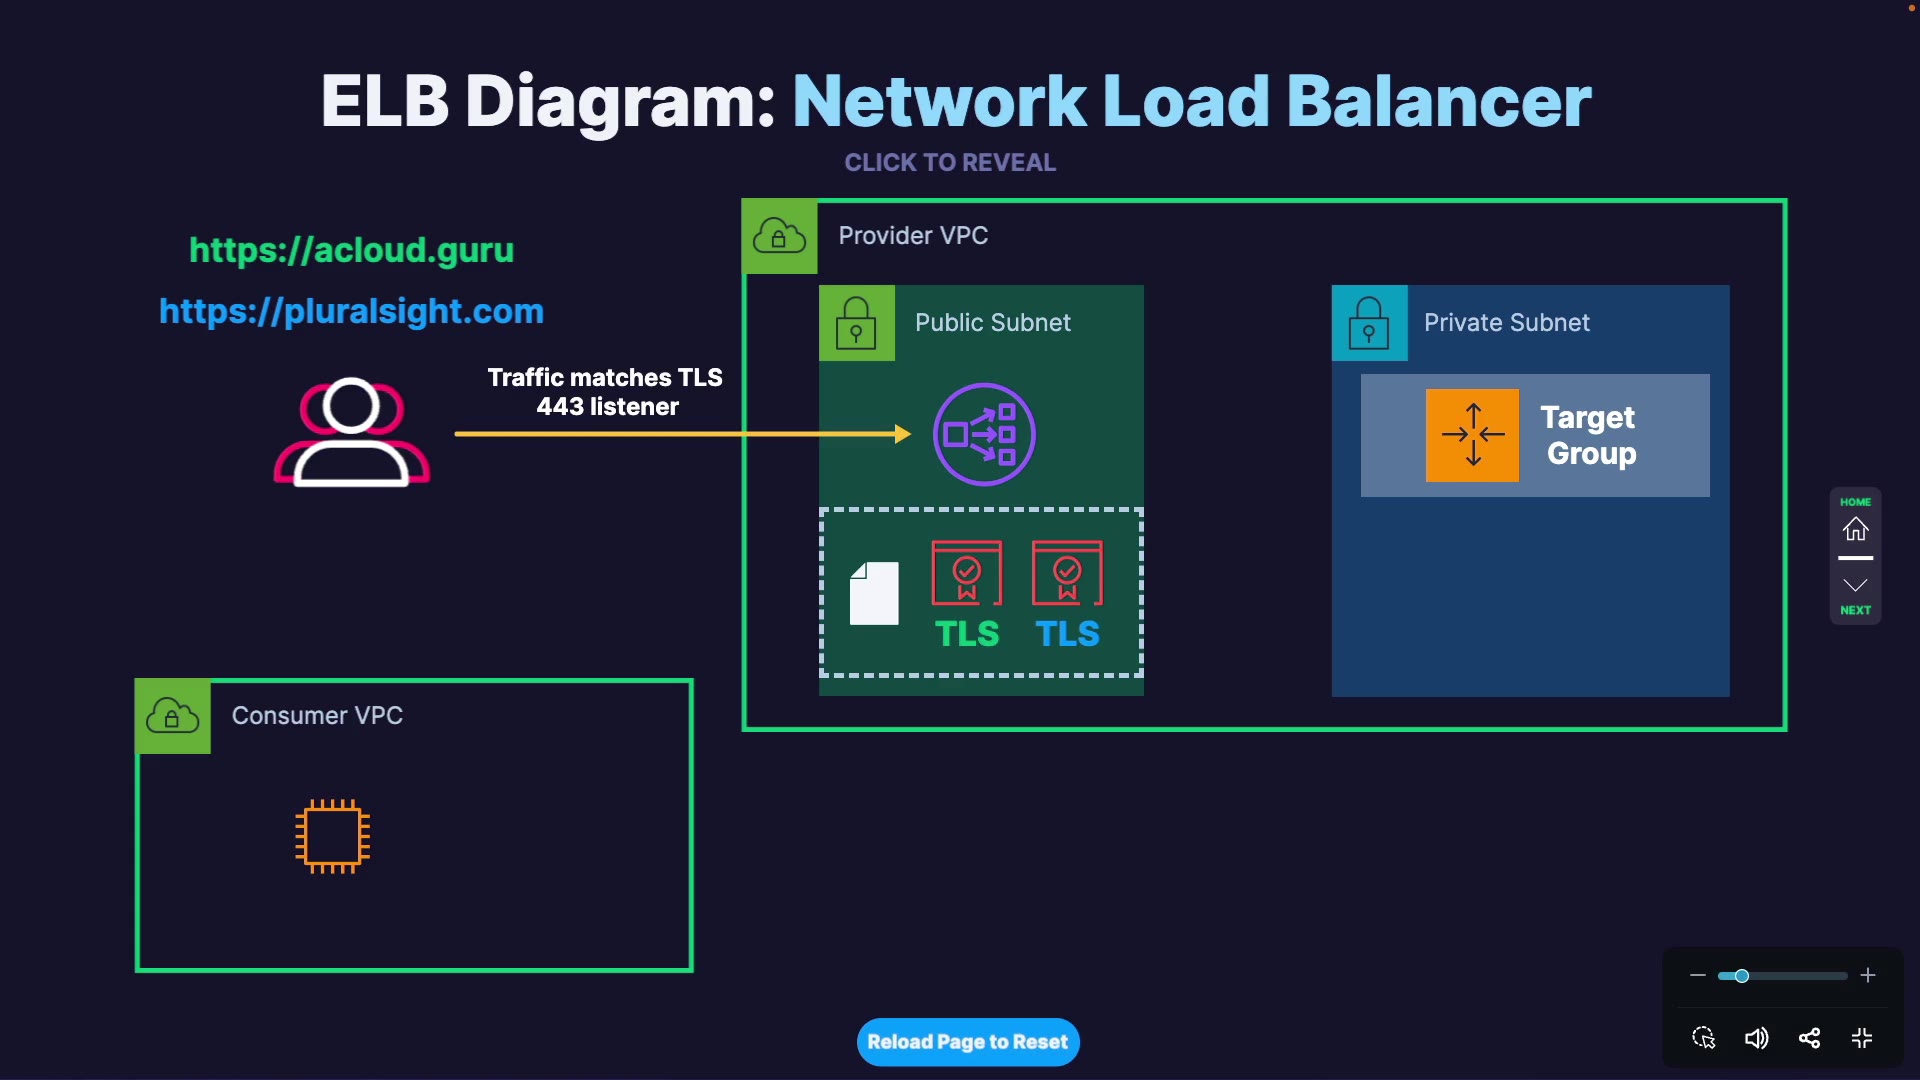 ELB Diagram: Network Load Balancer
CLICK TO REVEAL
https://acloud.guru
https://pluralsight.com
Traffic matches TLS
443 listener
Provider VPC
Public Subnet
TLS
TLS
Private Subnet
Target
Group
Consumer VPC
HOME
NEXT
Reload Page to Reset